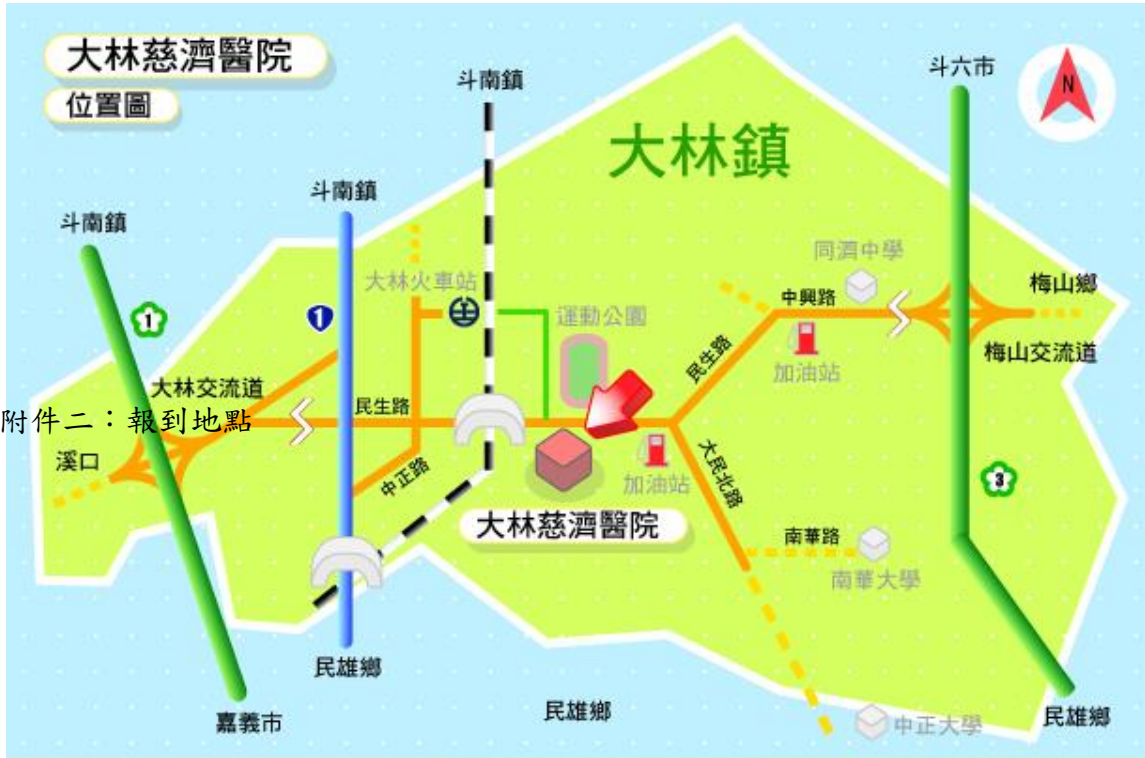 大林慈濟醫院
位置圖
斗南鎮
斗六市
N
大林鎮
斗南鎮
斗南鎮
同濟中學
大林火車站
梅山鄉
中興路
1
1
運動公園
民生路
加油站
梅山交流道
大林交流道
民生路
附件二：報到地點
溪口
中正路
加油站
大民北路
3
大林慈濟醫院
南華路
南華大學
民雄鄉
嘉義市
民雄鄉
中正大學
民雄鄉